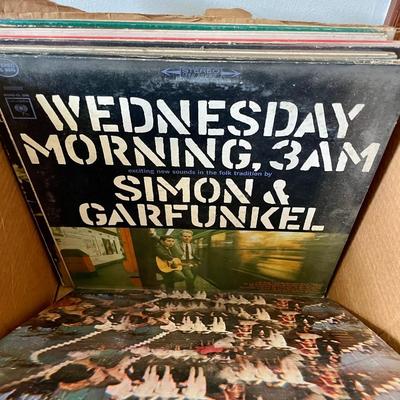 STEREO
WEDNESDAY
MORNING, 3AM
exciting new sounds in the folk tradition by
SIMON &
GARFUNKEL